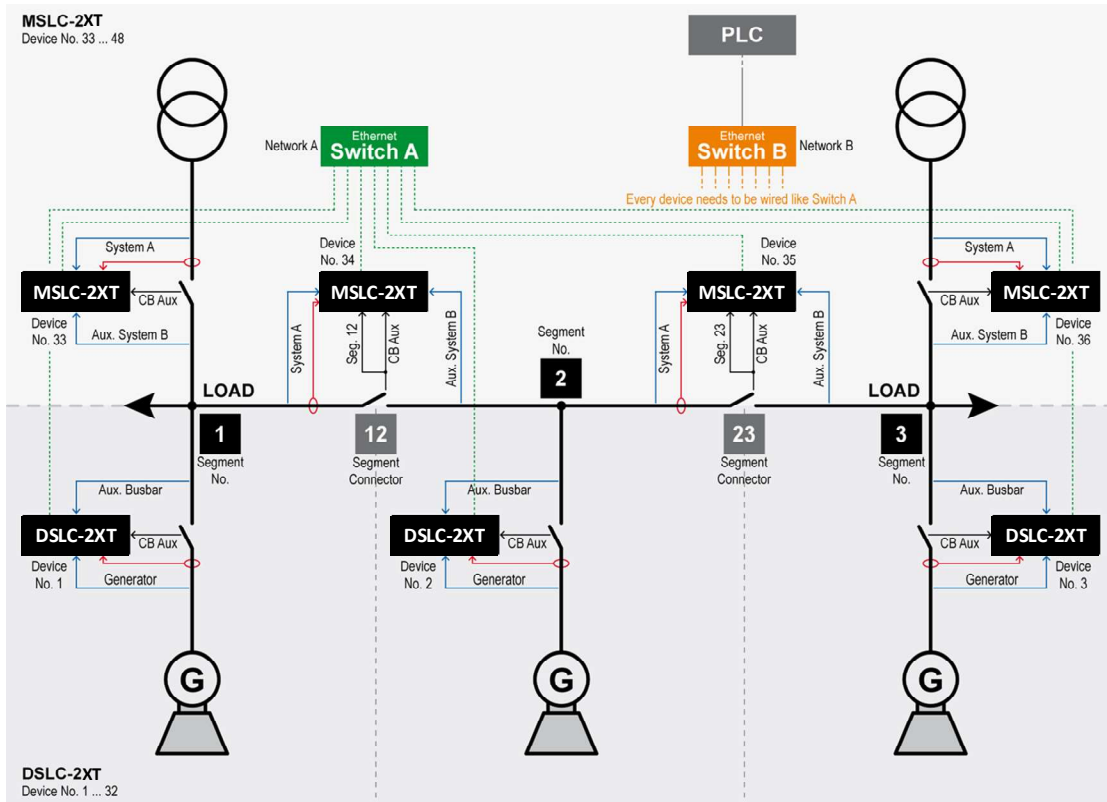 MSLC-2XT
Device No. 33 ... 48
PLC
Network A
Ethernet
Switch A
Ethernet
Switch B
Network B
Every device needs to be wired like Switch A
System A
MSLC-2XT
CB Aux
Device
No. 33
Aux. System B
Device
No. 34
MSLC-2XT
System A
Seg. 12
CB Aux
Aux. System B
Segment
No.
2
Device
No. 35
MSLC-2XT
System A
Seg. 23
CB Aux
Aux. System B
System A
MSLC-2XT
CB Aux
Device
No. 36
Aux. System B
LOAD
LOAD
1
Segment
No.
12
Segment
Connector
23
Segment
Connector
3
Segment
No.
Aux. Busbar
DSLC-2XT
CB Aux
Device
No. 1
Generator
G
Aux. Busbar
DSLC-2XT
CB Aux
Device
No. 2
Generator
G
Aux. Busbar
DSLC-2XT
CB Aux
Device
No. 3
Generator
G
DSLC-2XT
Device No. 1 ... 32